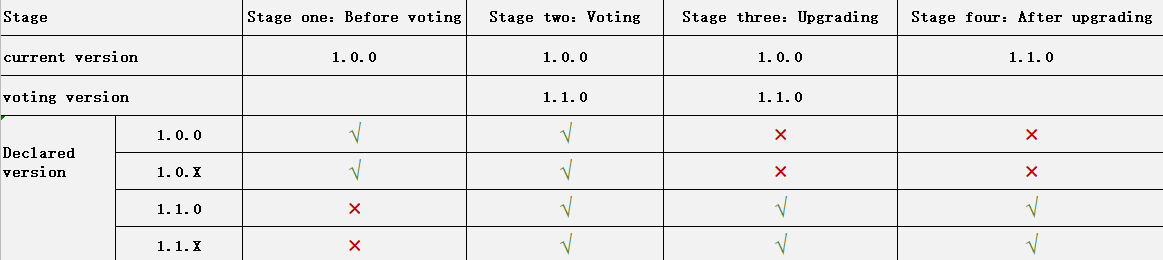 Stage Stage one: Before voting Stage two: Voting Stage three: Upgrading Stage four: After upgrading
current version 1.0.0 1.0.0 1.0.0 1.1.0
voting version 1.1.0 1.1.0
Declared version
1.0.0 √ √ × ×
1.0.X √ √ × ×
1.1.0 × √ √ √
1.1.X × √ √ √